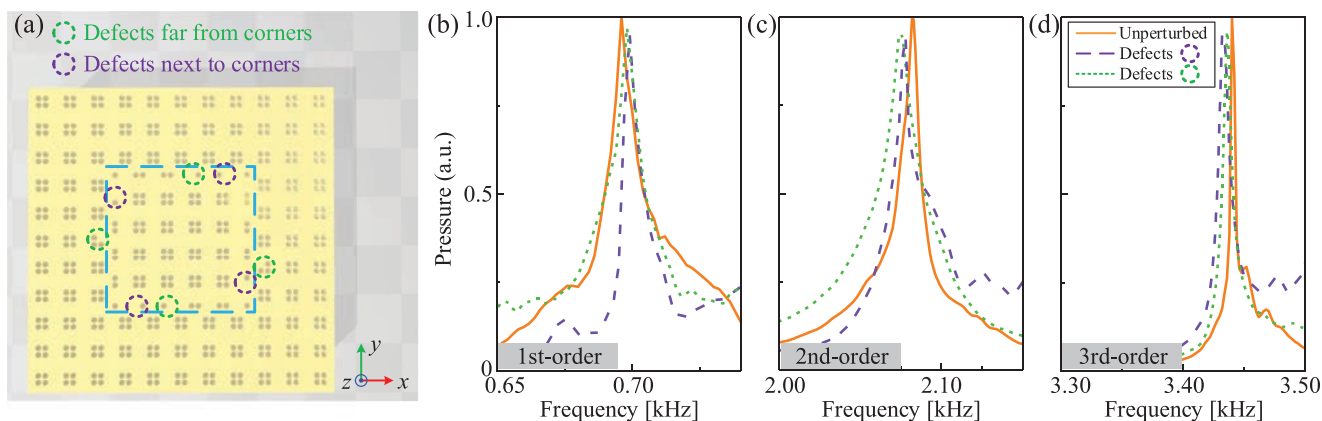 (a)
Defects far from corners
Defects next to corners
y
z
x
(b)
1.0
0.5
0
Pressure (a.u.)
1st-order
0.65
0.70
Frequency [kHz]
(c)
2nd-order
2.00
2.10
Frequency [kHz]
(d)
Unperturbed
Defects
Defects
3rd-order
3.30
3.40
3.50
Frequency [kHz]